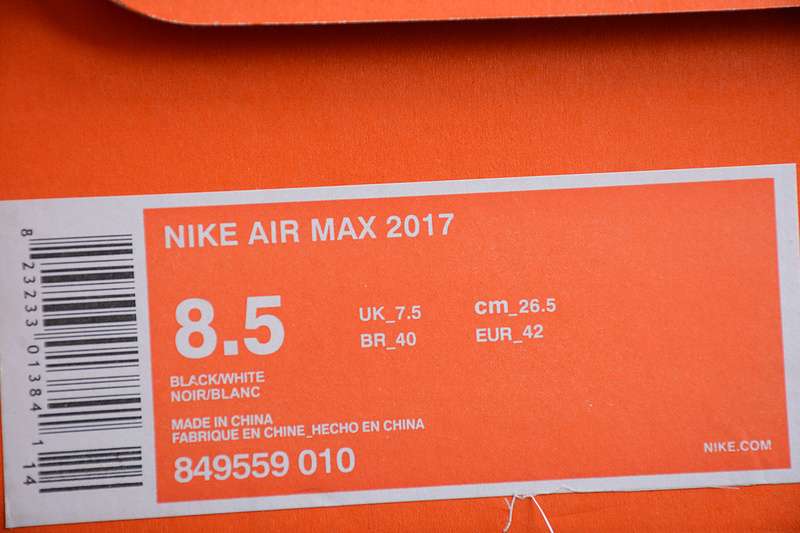 NIKE AIR MAX 2017
8.5
UK_7.5
cm_26.5
BR_40
EUR_42
BLACK/WHITE
NOIR/BLANC
MADE IN CHINA
FABRIQUE EN CHINE_HECHO EN CHINA
849559 010
NIKE.COM
8 23233 01384 1 14